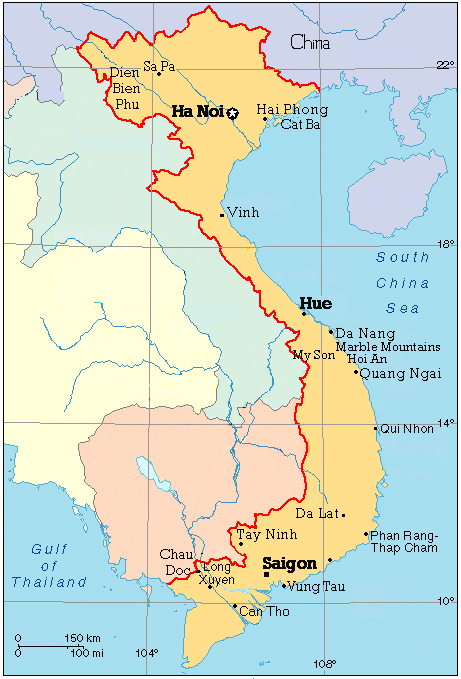 China
22°
Sa Pa
Dien
Bien
Phu
Ha Noi
Hai Phong
Cat Ba
Vinh
18°
South
China
Sea
Hue
Da Nang
Marble Mountains
My Son
Hoi An
Quang Ngai
14°
Qui Nhon
Da Lat
Phan Rang-
Thap Cham
Tay Ninh
Gulf
of
Thailand
Chau
Doc
Long
Xuyen
Saigon
Vung Tau
Can Tho
10°
0 150 km
0 100 mi
104°
108°